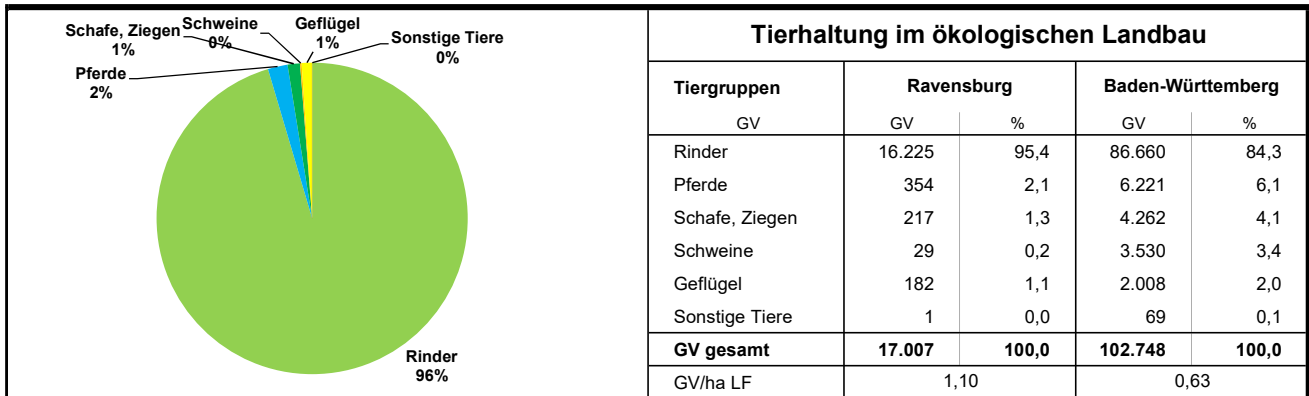 Schafe, Ziegen
1%
Schweine
0%
Geflügel
1%
Sonstige Tiere
0%
Pferde
2%
Rinder
96%
Tierhaltung im ökologischen Landbau
Tiergruppen Ravensburg Baden-Württemberg
GV GV % GV %
Rinder 16.225 95,4 86.660 84,3
Pferde 354 2,1 6.221 6,1
Schafe, Ziegen 217 1,3 4.262 4,1
Schweine 29 0,2 3.530 3,4
Geflügel 182 1,1 2.008 2,0
Sonstige Tiere 1 0,0 69 0,1
GV gesamt 17.007 100,0 102.748 100,0
GV/ha LF 1,10 0,63